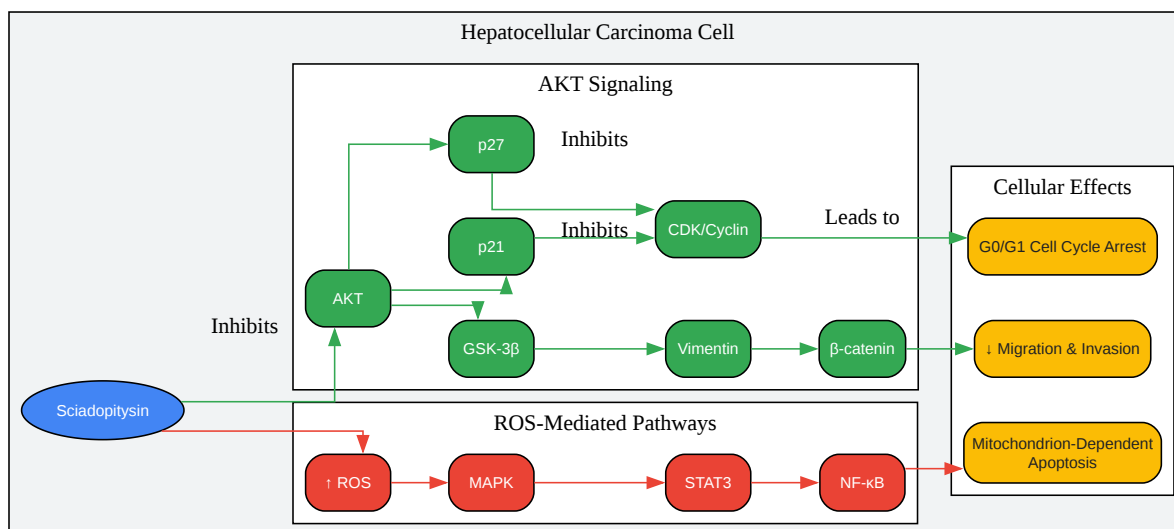 Hepatocellular Carcinoma Cell
AKT Signaling
p27
Inhibits
Cellular Effects
p21
Inhibits
CDK/Cyclin
Leads to
G0/G1 Cell Cycle Arrest
AKT
Inhibits
GSK-3β
Vimentin
β-catenin
↓ Migration & Invasion
Sciadopitysin
ROS-Mediated Pathways
Mitochondrion-Dependent
Apoptosis
↑ ROS
MAPK
STAT3
NF-κB